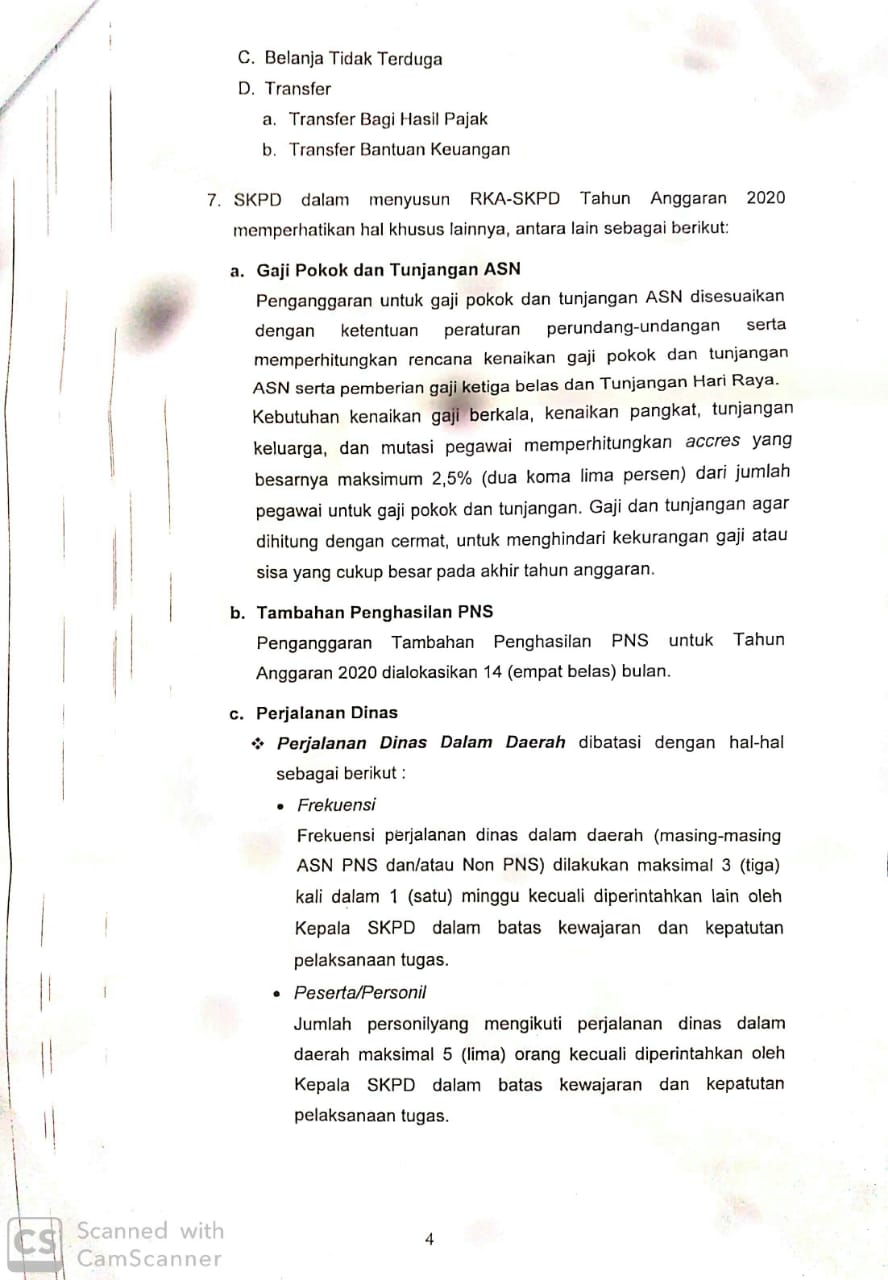 C. Belanja Tidak Terduga
D. Transfer
a. Transfer Bagi Hasil Pajak
b. Transfer Bantuan Keuangan
7. SKPD dalam menyusun RKA-SKPD Tahun Anggaran 2020
memperhatikan hal khusus lainnya, antara lain sebagai berikut:
a. Gaji Pokok dan Tunjangan ASN
Penganggaran untuk gaji pokok dan tunjangan ASN disesuaikan
dengan ketentuan peraturan perundang-undangan serta
memperhitungkan rencana kenaikan gaji pokok dan tunjangan
ASN serta pemberian gaji ketiga belas dan Tunjangan Hari Raya.
Kebutuhan kenaikan gaji berkala, kenaikan pangkat, tunjangan
keluarga, dan mutasi pegawai memperhitungkan accres yang
besarnya maksimum 2,5% (dua koma lima persen) dari jumlah
pegawai untuk gaji pokok dan tunjangan. Gaji dan tunjangan agar
dihitung dengan cermat, untuk menghindari kekurangan gaji atau
sisa yang cukup besar pada akhir tahun anggaran.
b. Tambahan Penghasilan PNS
Penganggaran Tambahan Penghasilan PNS untuk Tahun
Anggaran 2020 dialokasikan 14 (empat belas) bulan.
c. Perjalanan Dinas
❖ Perjalanan Dinas Dalam Daerah dibatasi dengan hal-hal
sebagai berikut :
• Frekuensi
Frekuensi perjalanan dinas dalam daerah (masing-masing
ASN PNS dan/atau Non PNS) dilakukan maksimal 3 (tiga)
kali dalam 1 (satu) minggu kecuali diperintahkan lain oleh
Kepala SKPD dalam batas kewajaran dan kepatutan
pelaksanaan tugas.
• Peserta/Personil
Jumlah personilyang mengikuti perjalanan dinas dalam
daerah maksimal 5 (lima) orang kecuali diperintahkan oleh
Kepala SKPD dalam batas kewajaran dan kepatutan
pelaksanaan tugas.
4
CS Scanned with
CamScanner